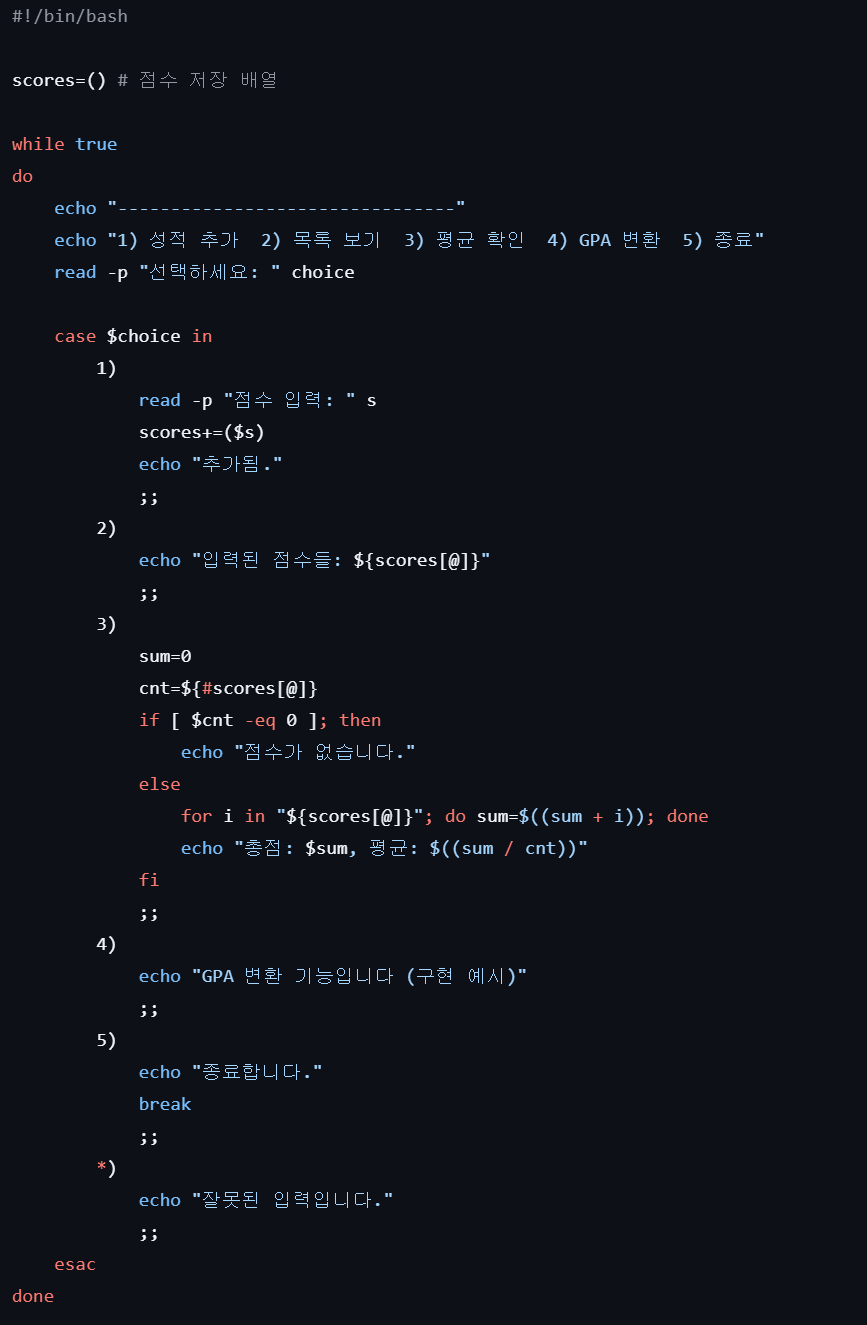 #!/bin/bash
scores=() # 점수 저장 배열
while true
do
echo "--------------------------------"
echo "1) 성적 추가  2) 목록 보기  3) 평균 확인  4) GPA 변환  5) 종료"
read -p "선택하세요: " choice
case $choice in
1)
read -p "점수 입력: " s
scores+=($s)
echo "추가됨."
;;
2)
echo "입력된 점수들: ${scores[@]}"
;;
3)
sum=0
cnt=${#scores[@]}
if [ $cnt -eq 0 ]; then
echo "점수가 없습니다."
else
for i in "${scores[@]}"; do sum=$((sum + i)); done
echo "총점: $sum, 평균: $((sum / cnt))"
fi
;;
4)
echo "GPA 변환 기능입니다 (구현 예시)"
;;
5)
echo "종료합니다."
break
;;
*)
echo "잘못된 입력입니다."
;;
esac
done